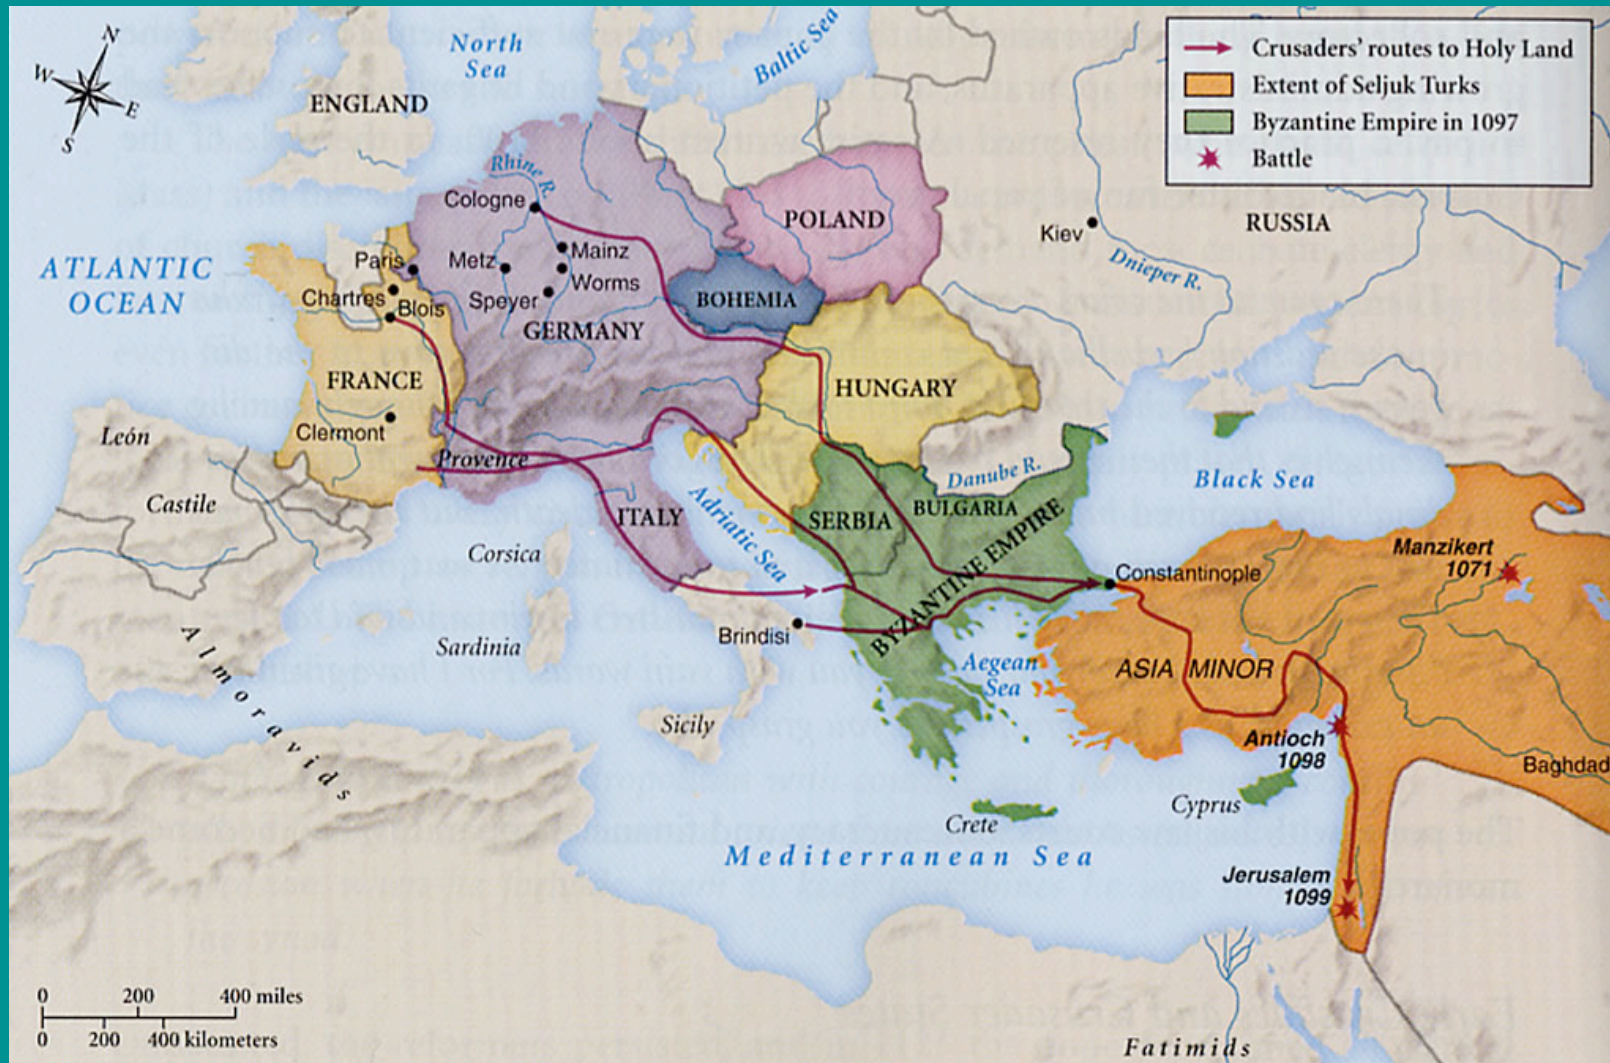 N
W
E
S
North
Sea
Baltic Sea
ENGLAND
Crusaders' routes to Holy Land
Extent of Seljuk Turks
Byzantine Empire in 1097
Battle
Rhine R.
Cologne
POLAND
RUSSIA
Kiev
Dnieper R.
ATLANTIC
OCEAN
Paris
Metz
Mainz
Worms
Chartres
Blois
Speyer
BOHEMIA
GERMANY
FRANCE
HUNGARY
Clermont
León
Provence
Danube R.
Black Sea
Castile
Adriatic Sea
ITALY
SERBIA
BULGARIA
BYZANTINE EMPIRE
Corsica
Manzikert
1071
Constantinople
Brindisi
Sardinia
Aegean
Sea
ASIA MINOR
Almoravids
Sicily
Antioch
1098
Baghdad
Cyprus
Crete
Mediterranean Sea
Jerusalem
1099
0 200 400 miles
0 200 400 kilometers
Fatimids